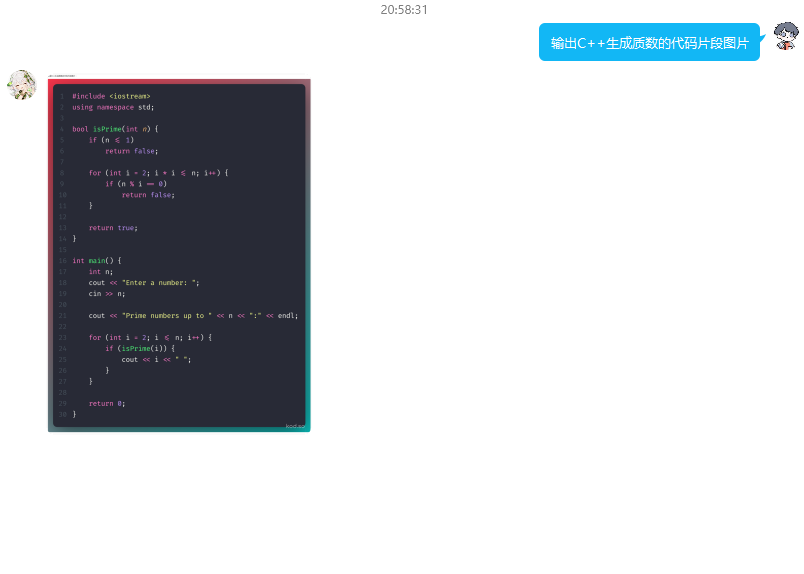 20:58:31
输出C++生成质数的代码片段图片
1 #include <iostream>
2 using namespace std;
3
4 bool isPrime(int n) {
5     if (n ≤ 1)
6         return false;
7
8     for (int i = 2; i * i ≤ n; i++) {
9         if (n % i == 0)
10             return false;
11     }
12
13     return true;
14 }
15
16 int main() {
17     int n;
18     cout << "Enter a number: ";
19     cin >> n;
20
21     cout << "Prime numbers up to " << n << ":" << endl;
22
23     for (int i = 2; i ≤ n; i++) {
24         if (isPrime(i)) {
25             cout << i << " ";
26         }
27     }
28
29     return 0;
30 }